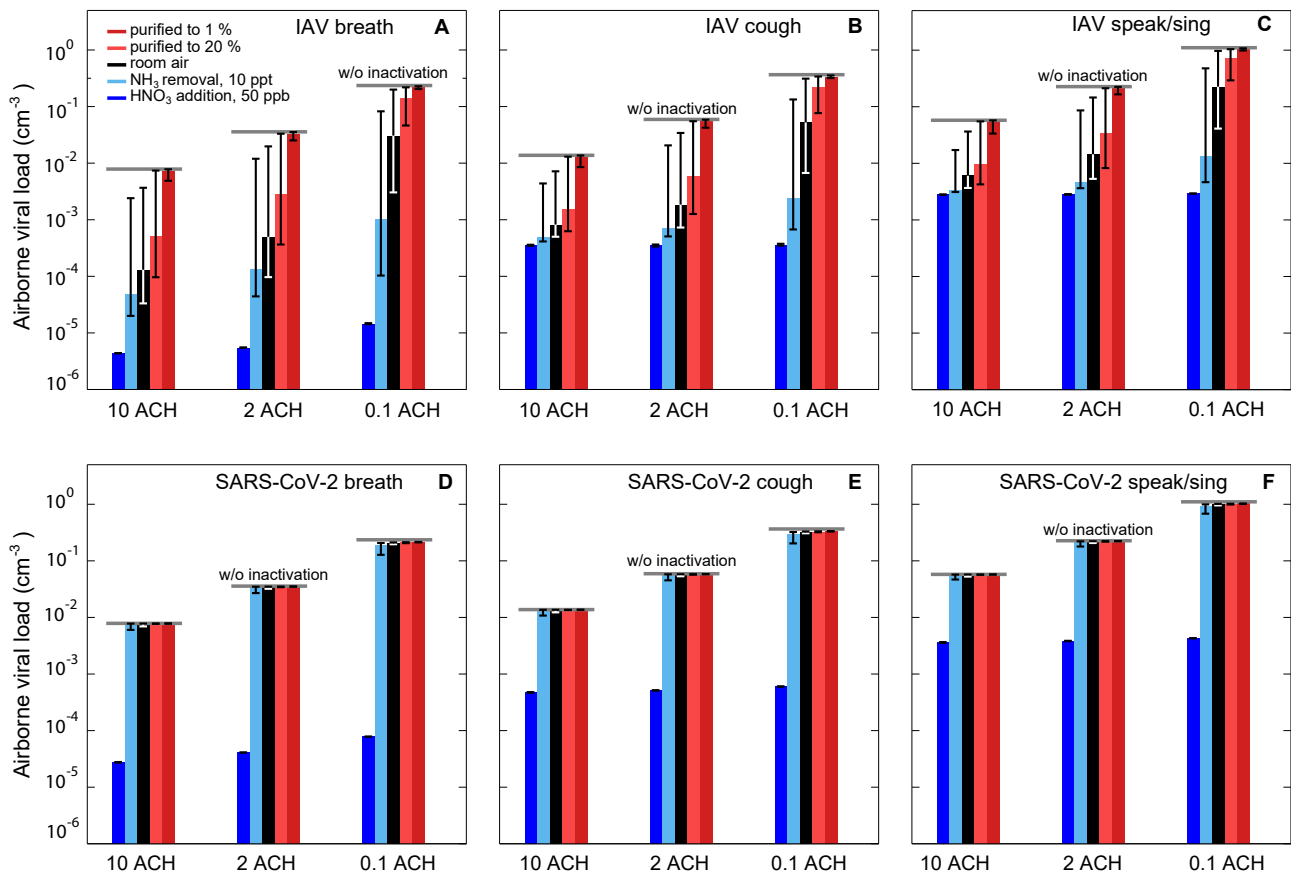 IAV breath A
purified to 1 %
purified to 20 %
room air
NH₃ removal, 10 ppt
HNO₃ addition, 50 ppb
w/o inactivation
Airborne viral load (cm⁻³)
10⁰
10⁻¹
10⁻²
10⁻³
10⁻⁴
10⁻⁵
10⁻⁶
10 ACH 2 ACH 0.1 ACH
IAV cough B
w/o inactivation
10 ACH 2 ACH 0.1 ACH
IAV speak/sing C
w/o inactivation
10 ACH 2 ACH 0.1 ACH
SARS-CoV-2 breath D
w/o inactivation
Airborne viral load (cm⁻³)
10⁰
10⁻¹
10⁻²
10⁻³
10⁻⁴
10⁻⁵
10⁻⁶
10 ACH 2 ACH 0.1 ACH
SARS-CoV-2 cough E
w/o inactivation
10 ACH 2 ACH 0.1 ACH
SARS-CoV-2 speak/sing F
w/o inactivation
10 ACH 2 ACH 0.1 ACH